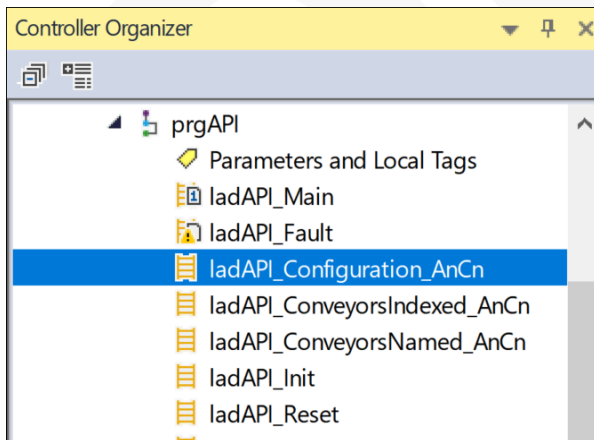 Controller Organizer
prgAPI
Parameters and Local Tags
ladAPI_Main
ladAPI_Fault
ladAPI_Configuration_AnCn
ladAPI_ConveyorsIndexed_AnCn
ladAPI_ConveyorsNamed_AnCn
ladAPI_Init
ladAPI_Reset